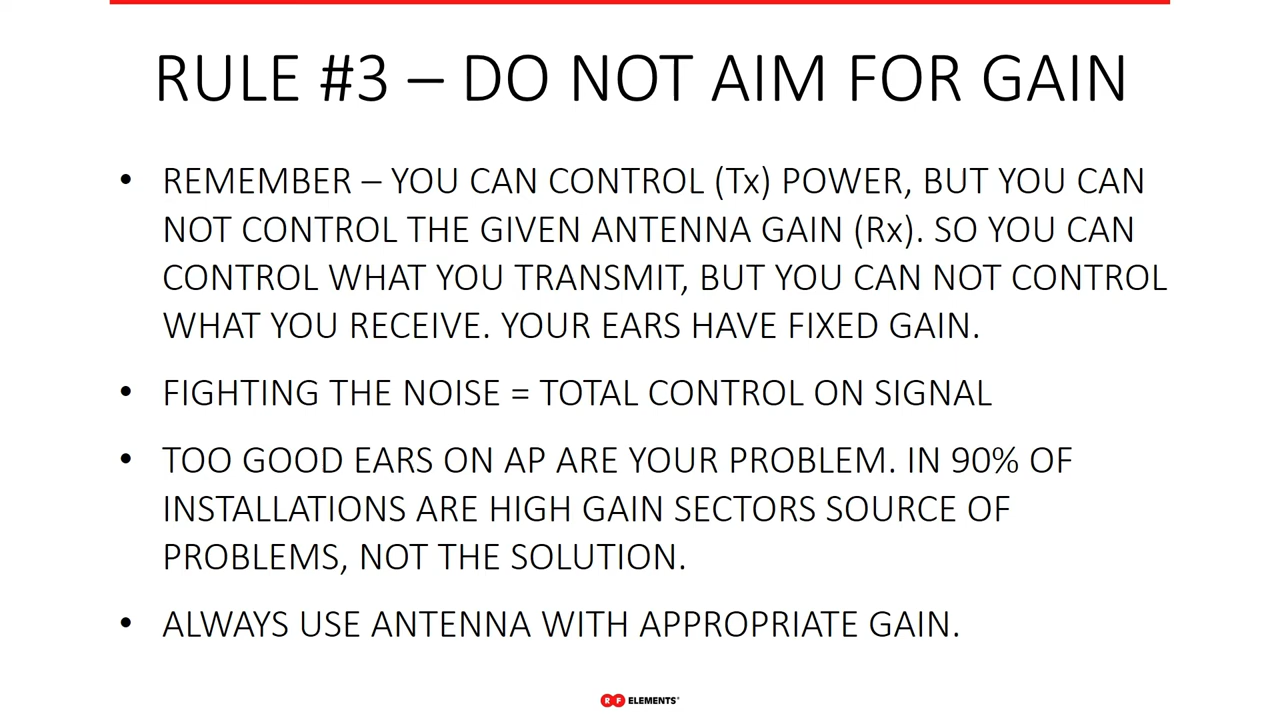 RULE #3 – DO NOT AIM FOR GAIN
• REMEMBER – YOU CAN CONTROL (Tx) POWER, BUT YOU CAN
NOT CONTROL THE GIVEN ANTENNA GAIN (Rx). SO YOU CAN
CONTROL WHAT YOU TRANSMIT, BUT YOU CAN NOT CONTROL
WHAT YOU RECEIVE. YOUR EARS HAVE FIXED GAIN.
• FIGHTING THE NOISE = TOTAL CONTROL ON SIGNAL
• TOO GOOD EARS ON AP ARE YOUR PROBLEM. IN 90% OF
INSTALLATIONS ARE HIGH GAIN SECTORS SOURCE OF
PROBLEMS, NOT THE SOLUTION.
• ALWAYS USE ANTENNA WITH APPROPRIATE GAIN.
RF ELEMENTS